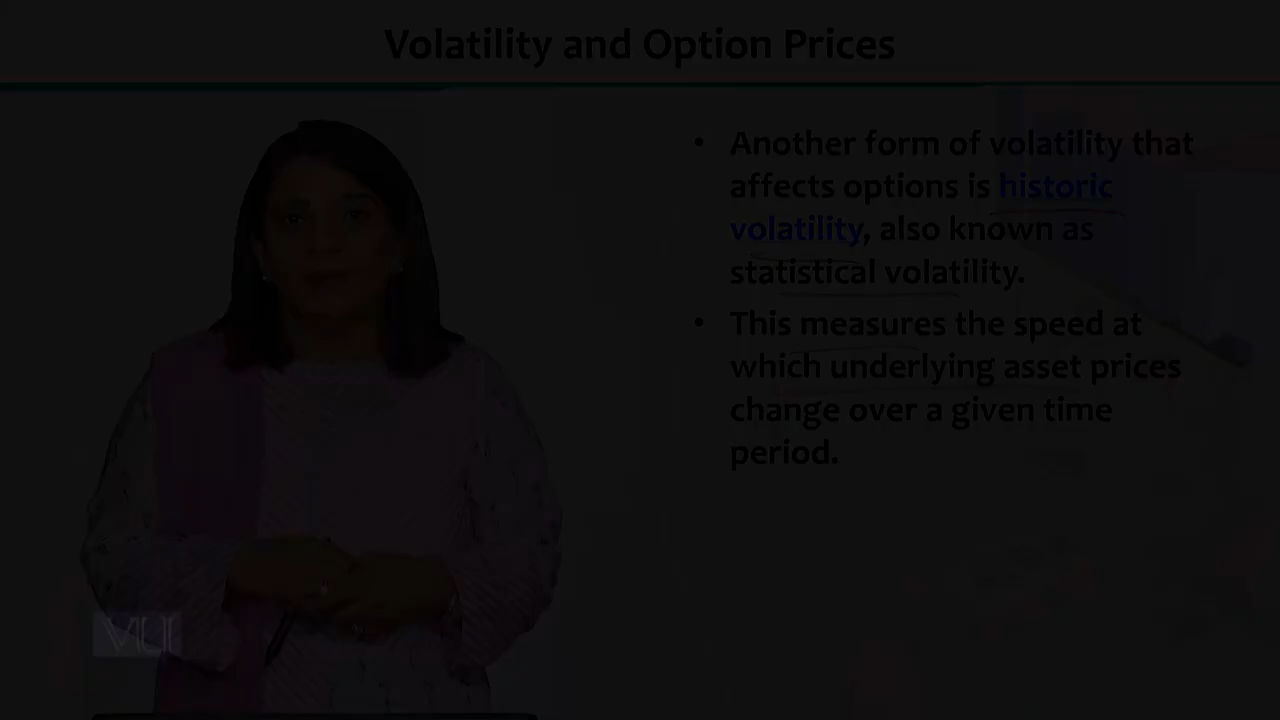 Volatility and Option Prices
• Another form of volatility that
affects options is historic
volatility, also known as
statistical volatility.
• This measures the speed at
which underlying asset prices
change over a given time
period.
VU